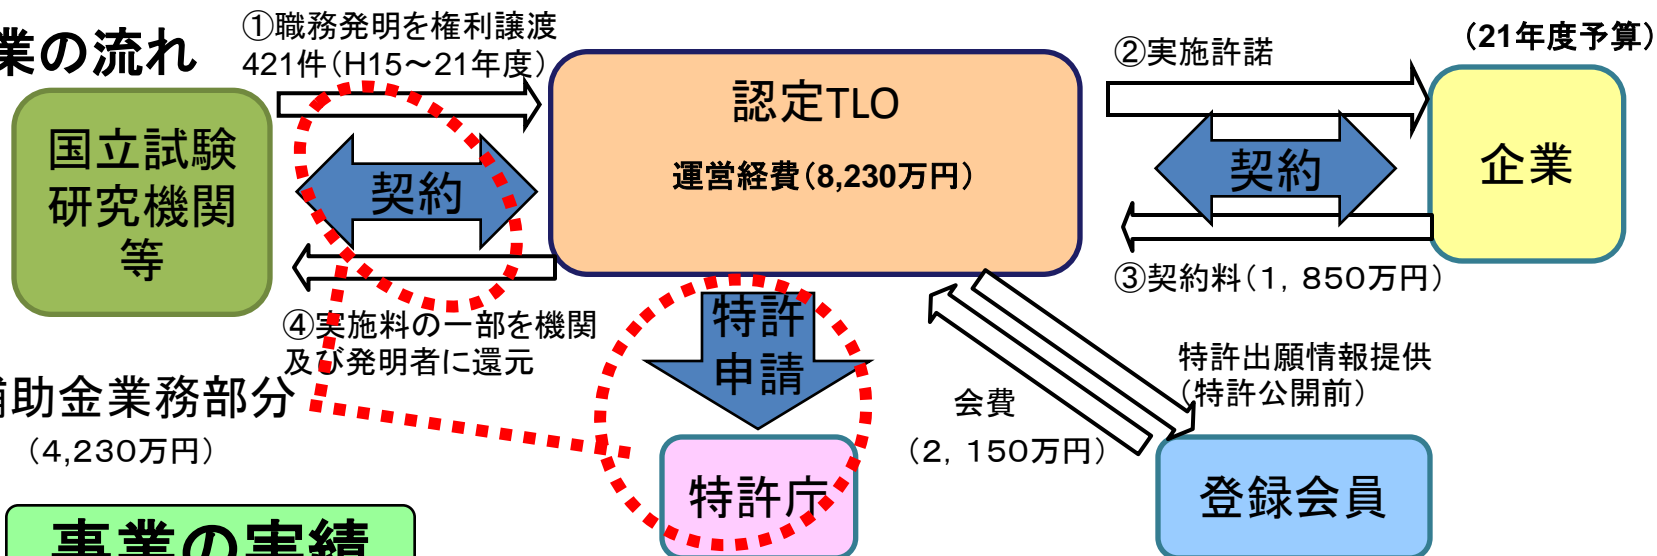 業の流れ
①職務発明を権利譲渡
421件(H15～21年度)
(21年度予算)
②実施許諾
国立試験
研究機関
等
契約
認定TLO
運営経費(8,230万円)
契約
企業
③契約料(1，850万円)
④実施料の一部を機関
及び発明者に還元
特許
申請
特許出願情報提供
(特許公開前)
会費
(2，150万円)
補助金業務部分
(4,230万円)
特許庁
登録会員
事業の実績